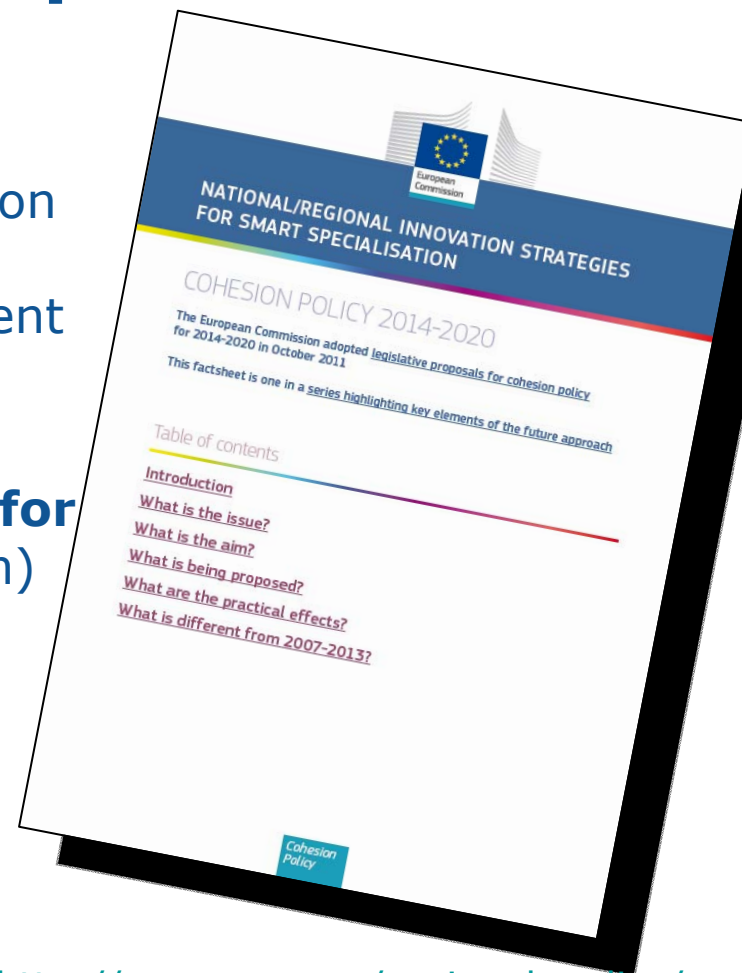 on
ent
for
n)
European
Commission
NATIONAL/REGIONAL INNOVATION STRATEGIES
FOR SMART SPECIALISATION
COHESION POLICY 2014-2020
The European Commission adopted legislative proposals for cohesion policy
for 2014-2020 in October 2011
This factsheet is one in a series highlighting key elements of the future approach
Table of contents
Introduction
What is the issue?
What is the aim?
What is being proposed?
What are the practical effects?
What is different from 2007-2013?
Cohesion
Policy